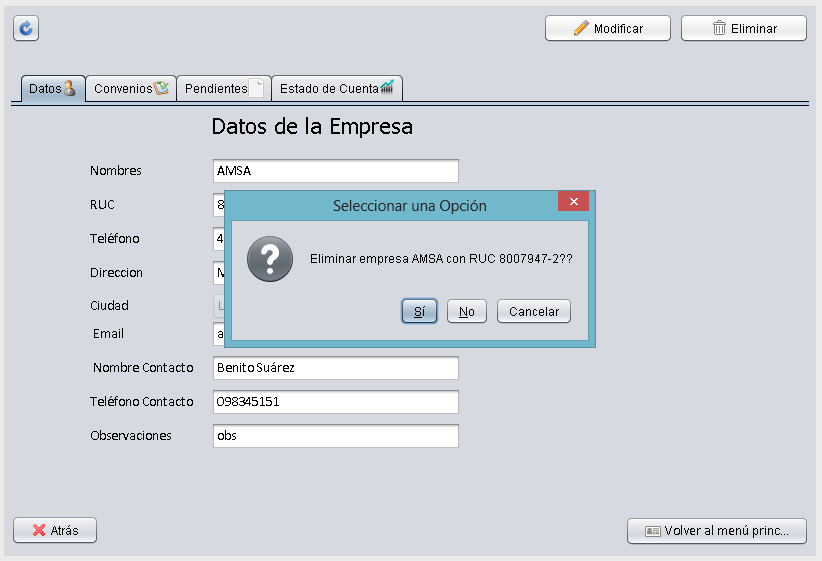 Modificar
Eliminar
Datos
Convenios
Pendientes
Estado de Cuenta
Datos de la Empresa
Nombres
AMSA
RUC
8
Teléfono
4
Direccion
M
Ciudad
L
Email
a
Seleccionar una Opción
Eliminar empresa AMSA con RUC 8007947-2??
Sí
No
Cancelar
Nombre Contacto
Benito Suárez
Teléfono Contacto
098345151
Observaciones
obs
Atrás
Volver al menú princ...